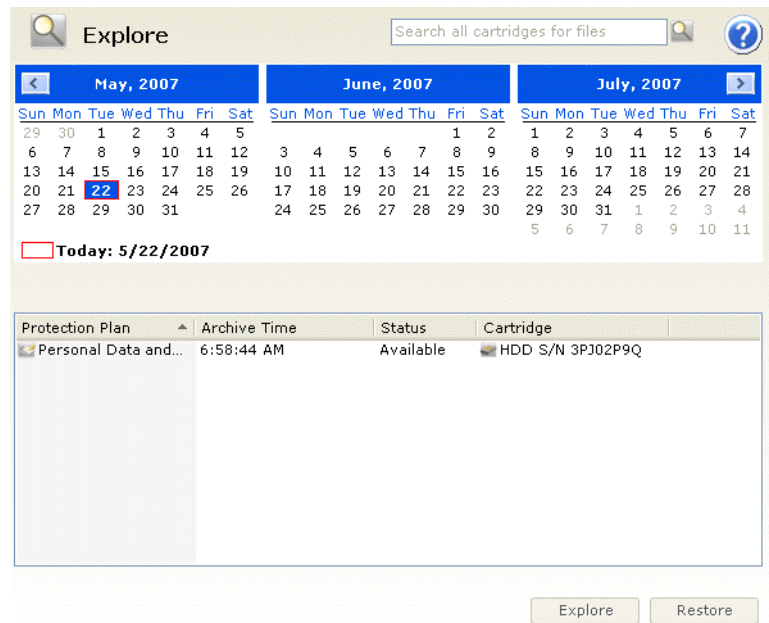 Explore Search all cartridges for files ?
< May, 2007 June, 2007 July, 2007 >
Sun Mon Tue Wed Thu Fri Sat Sun Mon Tue Wed Thu Fri Sat Sun Mon Tue Wed Thu Fri Sat
29 30 1 2 3 4 5 1 2 1 2 3 4 5 6 7
6 7 8 9 10 11 12 3 4 5 6 7 8 9 8 9 10 11 12 13 14
13 14 15 16 17 18 19 10 11 12 13 14 15 16 15 16 17 18 19 20 21
20 21 22 23 24 25 26 17 18 19 20 21 22 23 22 23 24 25 26 27 28
27 28 29 30 31 24 25 26 27 28 29 30 29 30 31 1 2 3 4
5 6 7 8 9 10 11
Today: 5/22/2007
Protection Plan Archive Time Status Cartridge
Personal Data and... 6:58:44 AM Available HDD S/N 3PJ02P9Q
Explore Restore